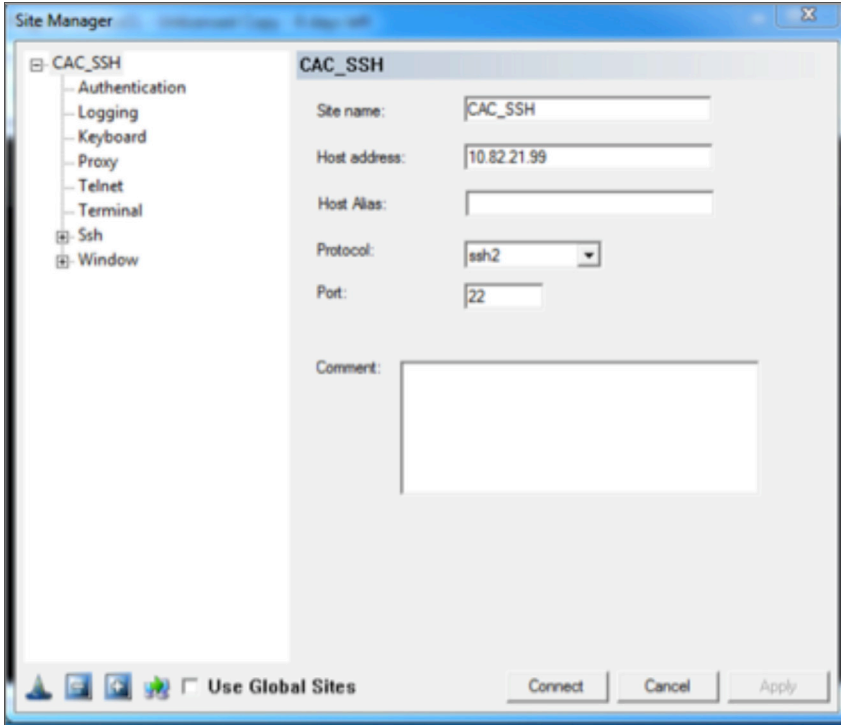 Site Manager
CAC_SSH
Authentication
Logging
Keyboard
Proxy
Telnet
Terminal
Ssh
Window
CAC_SSH
Site name: CAC_SSH
Host address: 10.82.21.99
Host Alias:
Protocol: ssh2
Port: 22
Comment:
Use Global Sites
Connect Cancel Apply